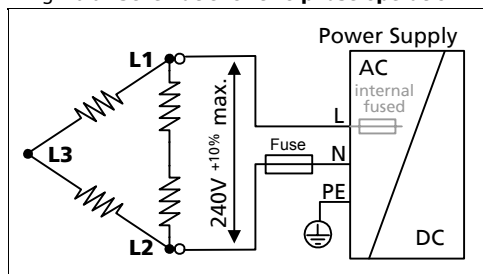 Power Supply
L1
AC
internal
fused
L
L3
240V +10% max.
Fuse
N
PE
L2
DC